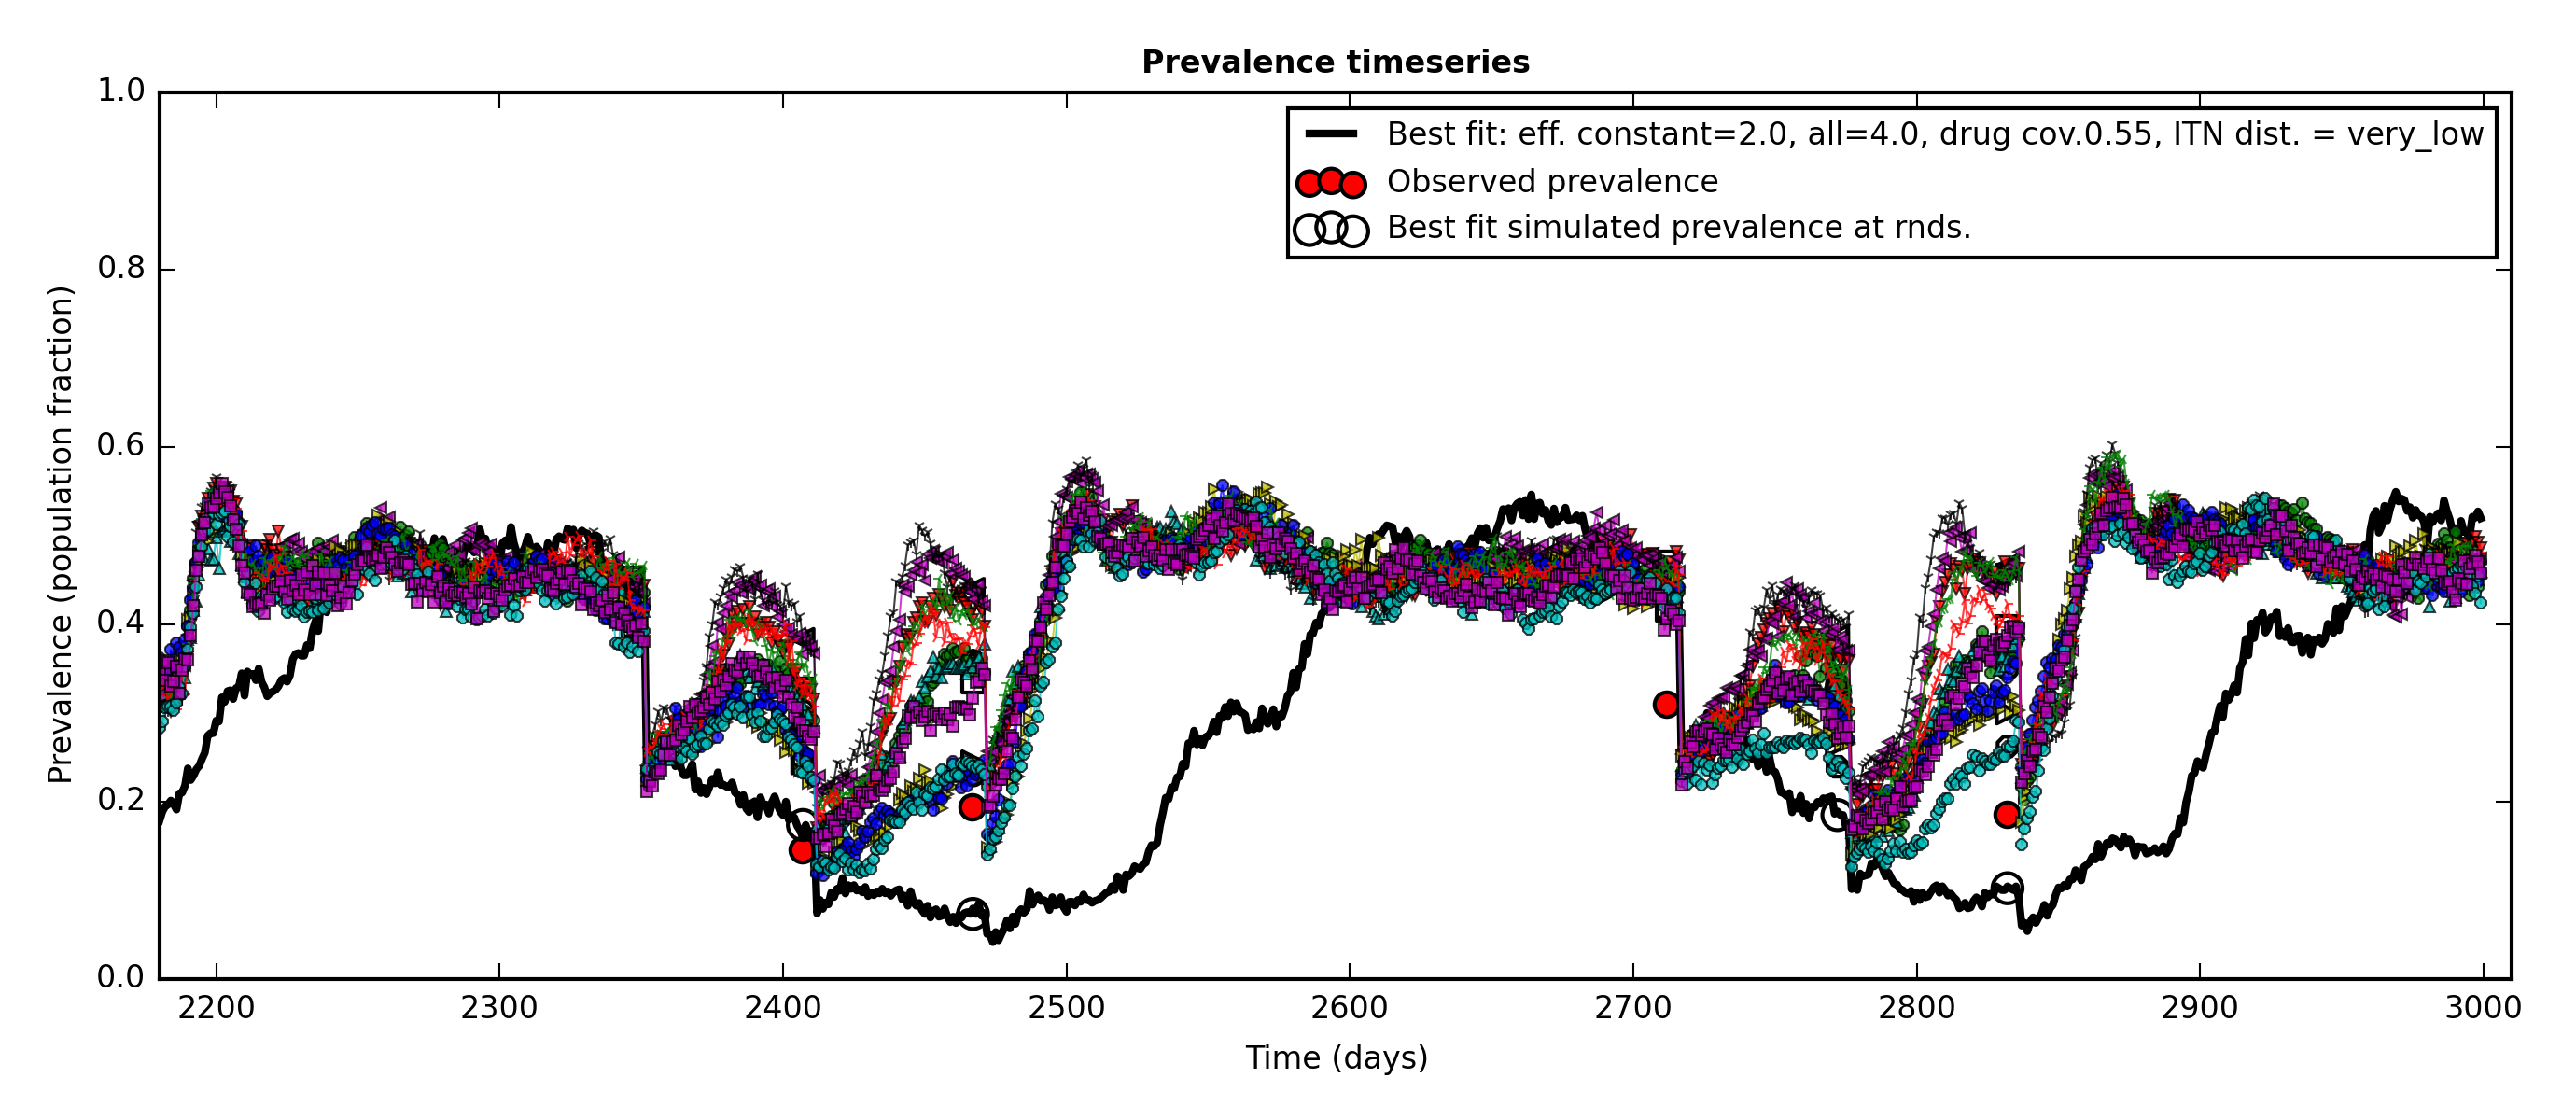 Prevalence timeseries
Best fit: eff. constant=2.0, all=4.0, drug cov.0.55, ITN dist. = very_low
Observed prevalence
Best fit simulated prevalence at rnds.
Prevalence (population fraction)
1.0
0.8
0.6
0.4
0.2
0.0
2200 2300 2400 2500 2600 2700 2800 2900 3000
Time (days)